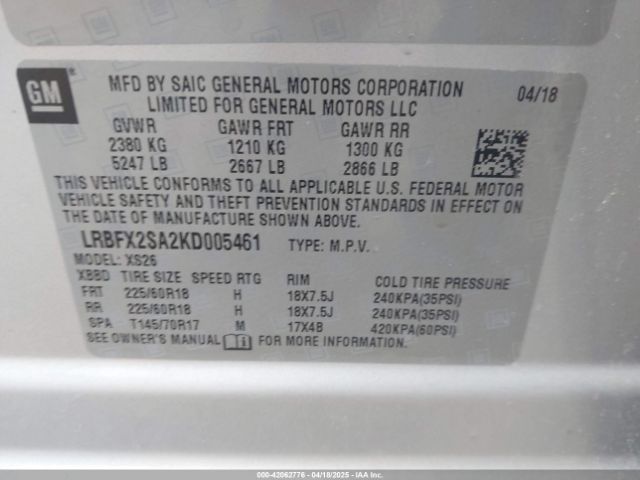 GM ®
MFD BY SAIC GENERAL MOTORS CORPORATION 04/18
LIMITED FOR GENERAL MOTORS LLC
GVWR GAWR FRT GAWR RR
2380 KG 1210 KG 1300 KG
5247 LB 2667 LB 2866 LB
THIS VEHICLE CONFORMS TO ALL APPLICABLE U.S. FEDERAL MOTOR
VEHICLE SAFETY AND THEFT PREVENTION STANDARDS IN EFFECT ON
THE DATE OF MANUFACTURE SHOWN ABOVE.
LRBFX2SA2KD005461 TYPE: M.P.V.
MODEL: XS26
XBBD TIRE SIZE SPEED RTG RIM COLD TIRE PRESSURE
FRT 225/60R18 H 18X7.5J 240KPA(35PSI)
RR 225/60R18 H 18X7.5J 240KPA(35PSI)
SPA T145/70R17 M 17X4B 420KPA(60PSI)
SEE OWNER'S MANUAL FOR MORE INFORMATION.
000-42062776 - 04/18/2025 - IAA Inc.